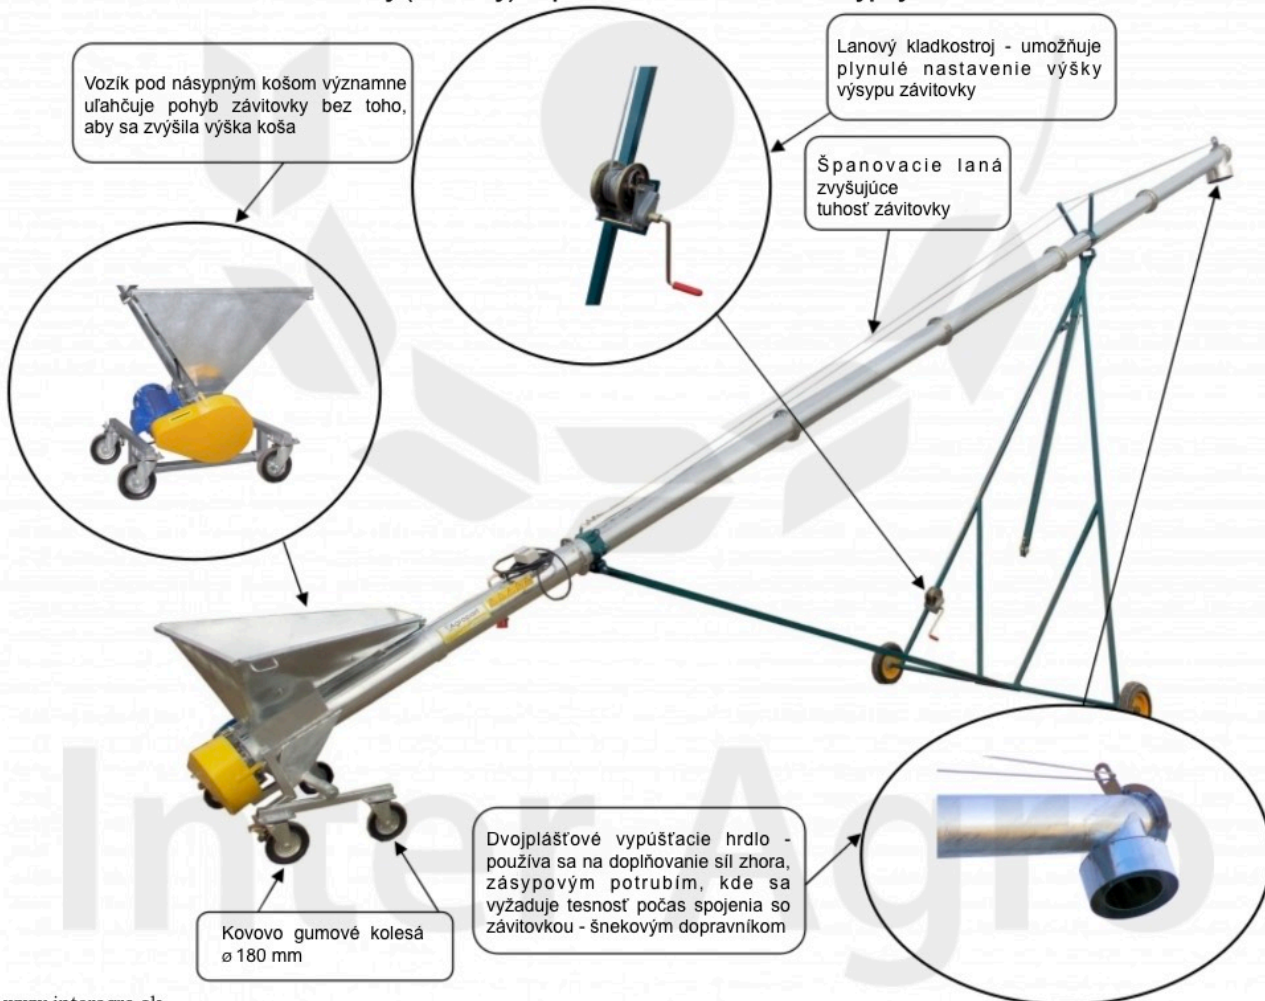 Vozík pod násypným košom významne
uľahčuje pohyb závitovky bez toho,
aby sa zvýšila výška koša
Lanový kladkostroj - umožňuje
plynulé nastavenie výšky
výsypu závitovky
Španovacie laná
zvyšujúce
tuhosť závitovky
Dvojplášťové vypúšťacie hrdlo -
používa sa na doplňovanie síl zhora,
zásypovým potrubím, kde sa
vyžaduje tesnosť počas spojenia so
závitovkou - šnekovým dopravníkom
Kovovo gumové kolesá
ø 180 mm
Inter Agro